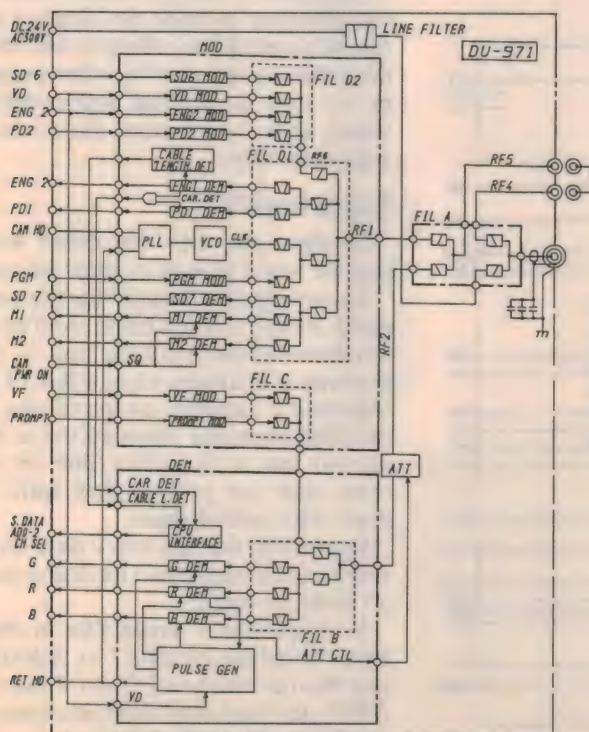 DC24V
AC300V
LINE FILTER
MOD
DU-971
SD 6
SD6 MOD
FIL D2
VD
VD MOD
ENG 2
ENG2 MOD
PD2
PD2 MOD
CABLE
LENGTH DET
FIL D1
RF6
RF5
ENG 2
ENG1 DEM
RF4
CAR. DET
PD1
PD1 DEM
FIL A
CAM HD
PLL
VCO
CLK
RF1
PGM
PGM MOD
SD 7
SD7 DEM
M1
M1 DEM
M2
M2 DEM
RF2
CAM
PWR ON
SQ
FIL C
VF
VF MOD
PROMPT
PROMPT MOD
DEM
ATT
CAR DET
CABLE L. DET
S. DATA
AD0-2
CH SEL
CPU
INTERFACE
G
G DEM
R
R DEM
B
B DEM
FIL B
ATT CTL
PULSE GEN
RET HD
VD